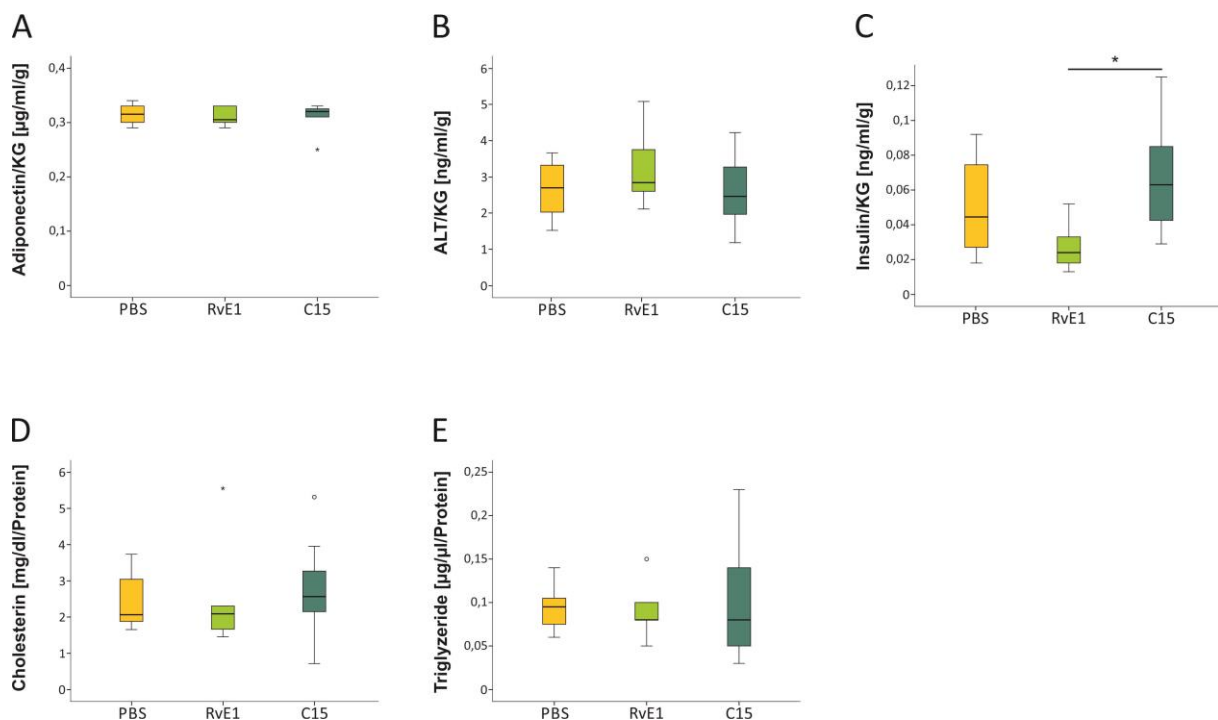 A
Adiponectin/KG [µg/ml/g]
0,4
0,3
0,2
0,1
0
PBS RvE1 C15
*
B
ALT/KG [ng/ml/g]
6
5
4
3
2
1
0
PBS RvE1 C15
C
Insulin/KG [ng/ml/g]
0,12
0,1
0,08
0,06
0,04
0,02
0
*
PBS RvE1 C15
D
Cholesterin [mg/dl/Protein]
6
5
4
3
2
1
0
*
PBS RvE1 C15
E
Triglyzeride [µg/µl/Protein]
0,25
0,2
0,15
0,1
0,05
0
PBS RvE1 C15